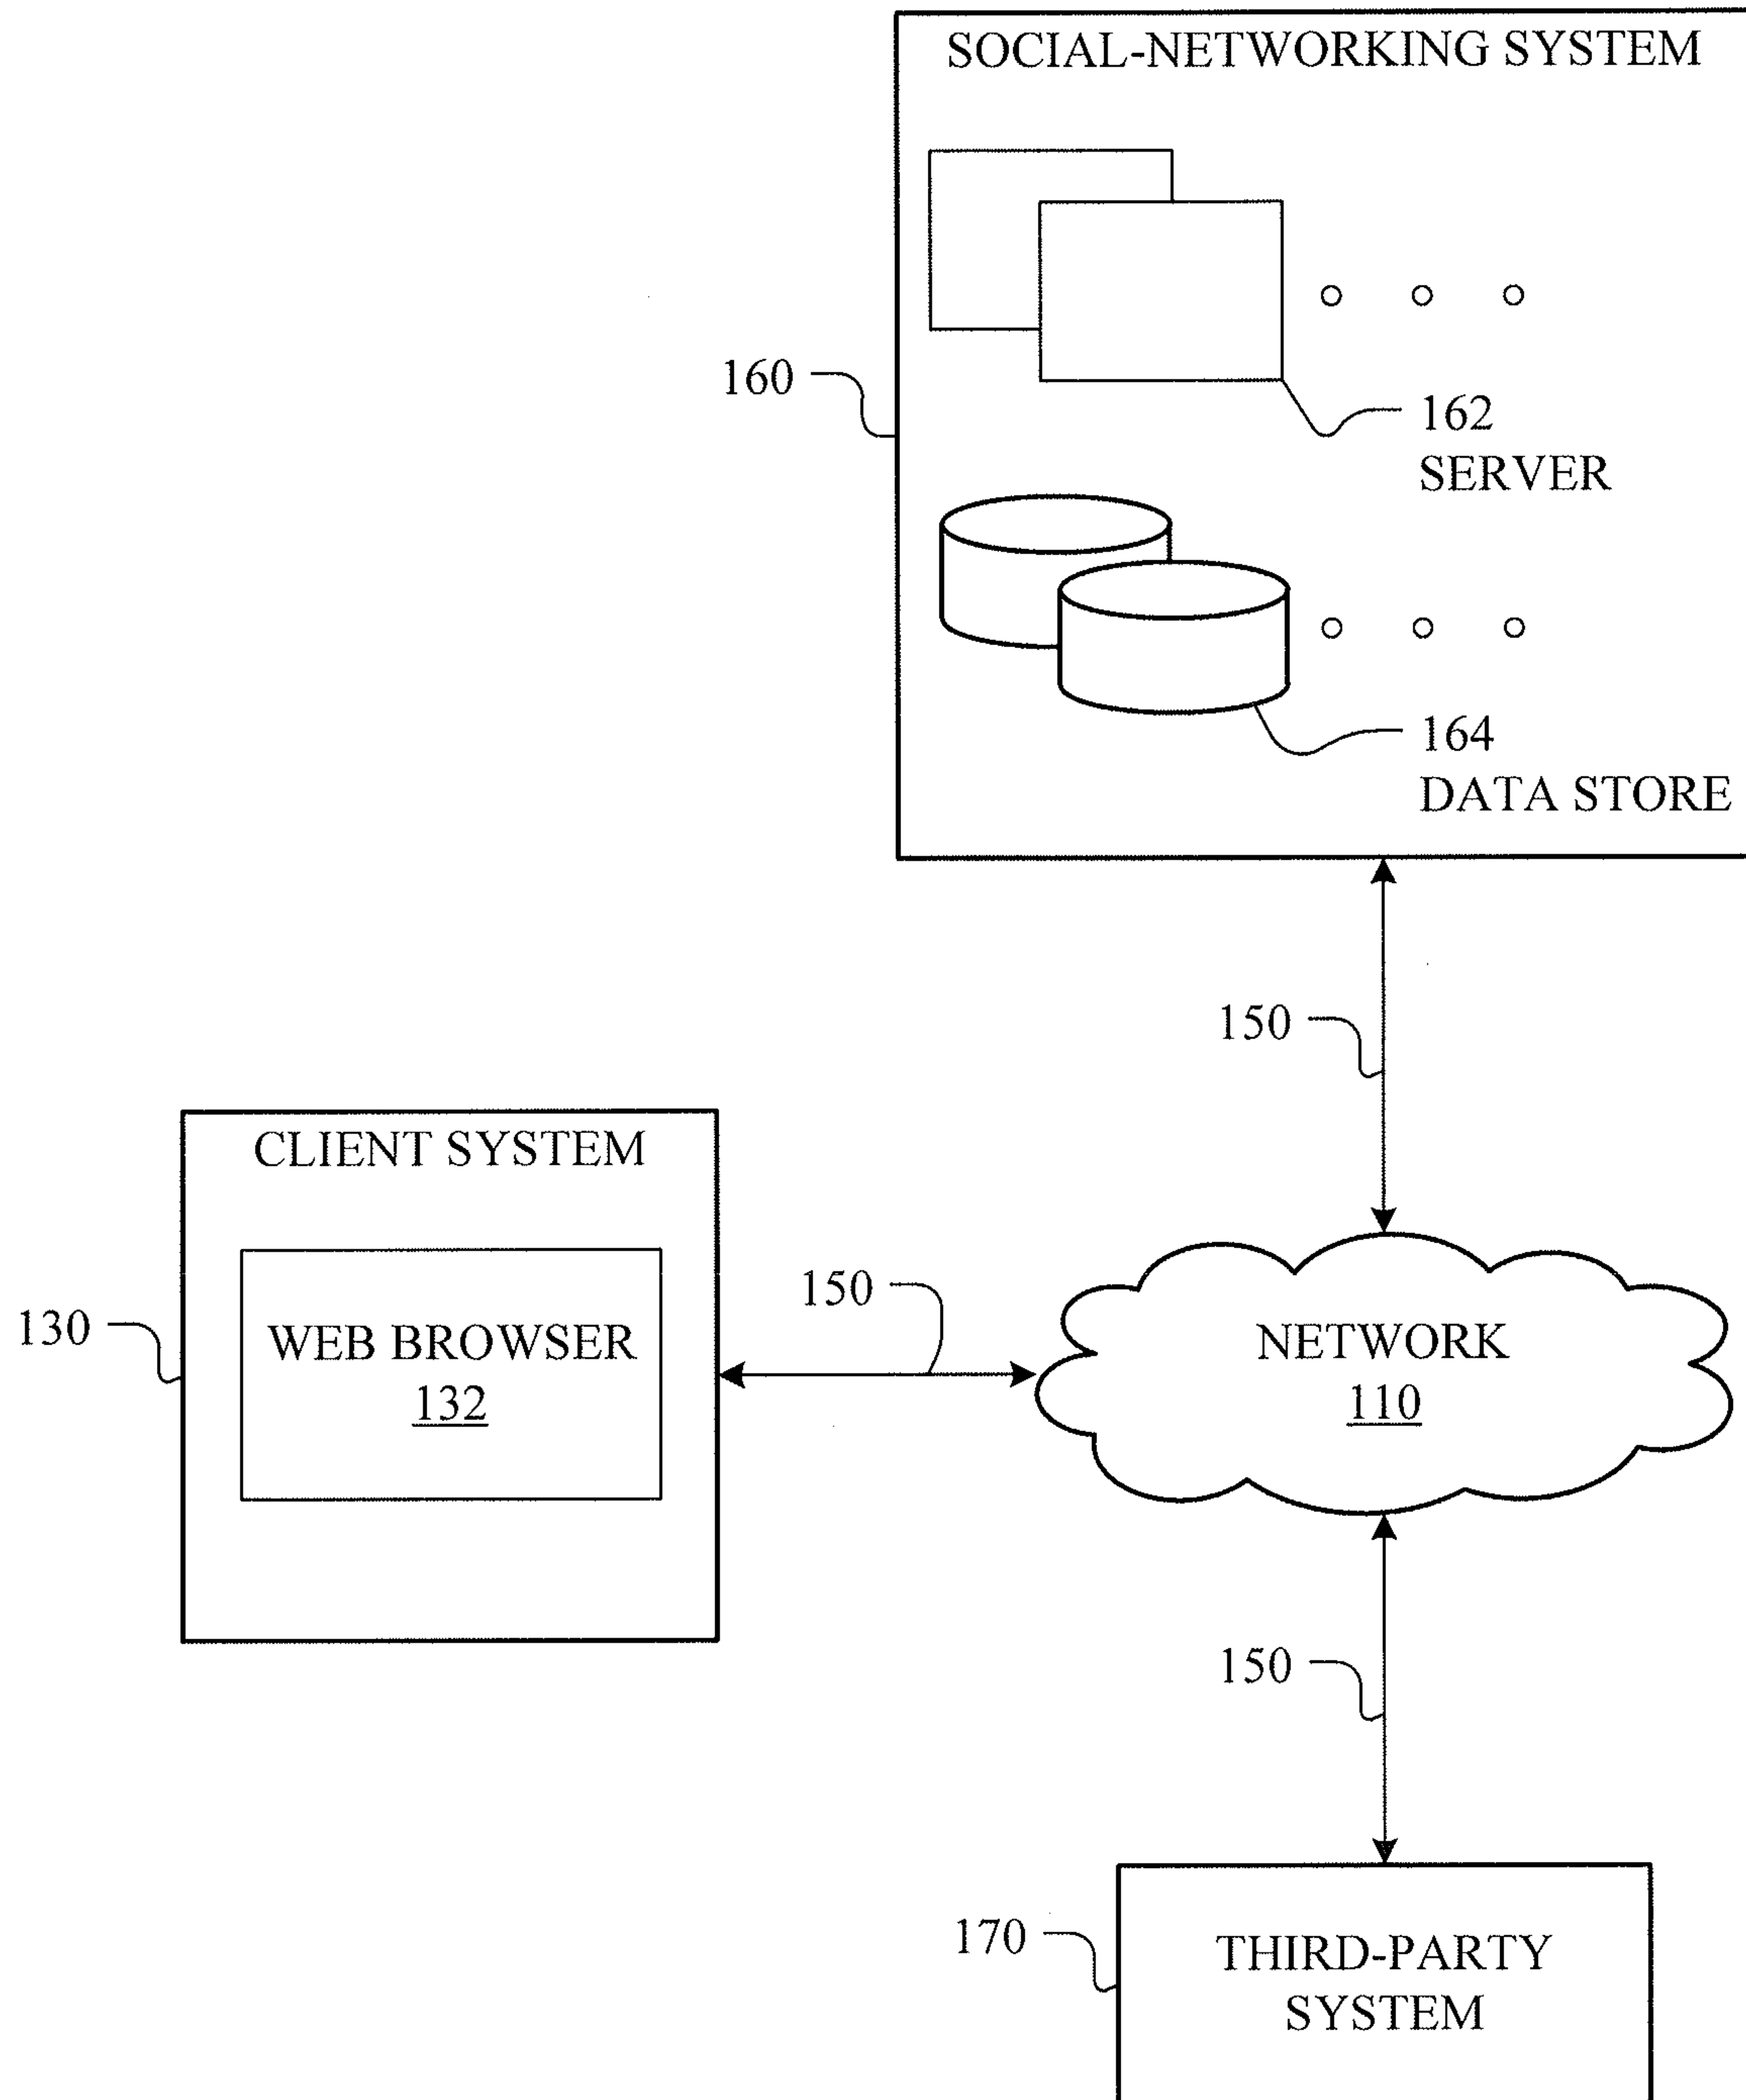 SOCIAL-NETWORKING SYSTEM
160
162
SERVER
164
DATA STORE
150
CLIENT SYSTEM
130
WEB BROWSER
132
150
NETWORK
110
150
170
THIRD-PARTY
SYSTEM